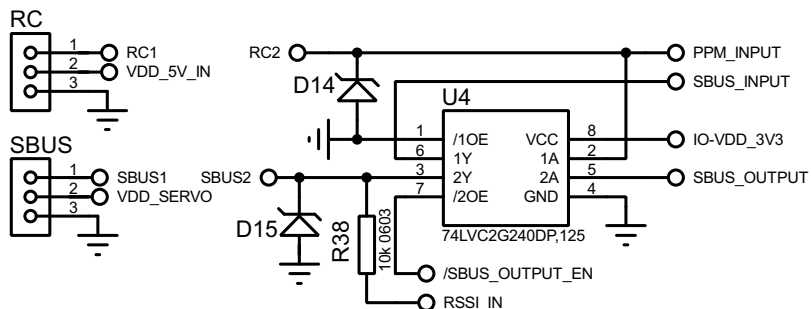 RC
1 RC1
2 VDD_5V_IN
3
SBUS
1 SBUS1
2 VDD_SERVO
3
RC2
PPM_INPUT
SBUS_INPUT
D14
U4
1 /1OE VCC 8 IO-VDD_3V3
6 1Y 1A 2
SBUS2 3 2Y 2A 5 SBUS_OUTPUT
7 /2OE GND 4
74LVC2G240DP,125
D15
R38
10k 0603
/SBUS_OUTPUT_EN
RSSI_IN